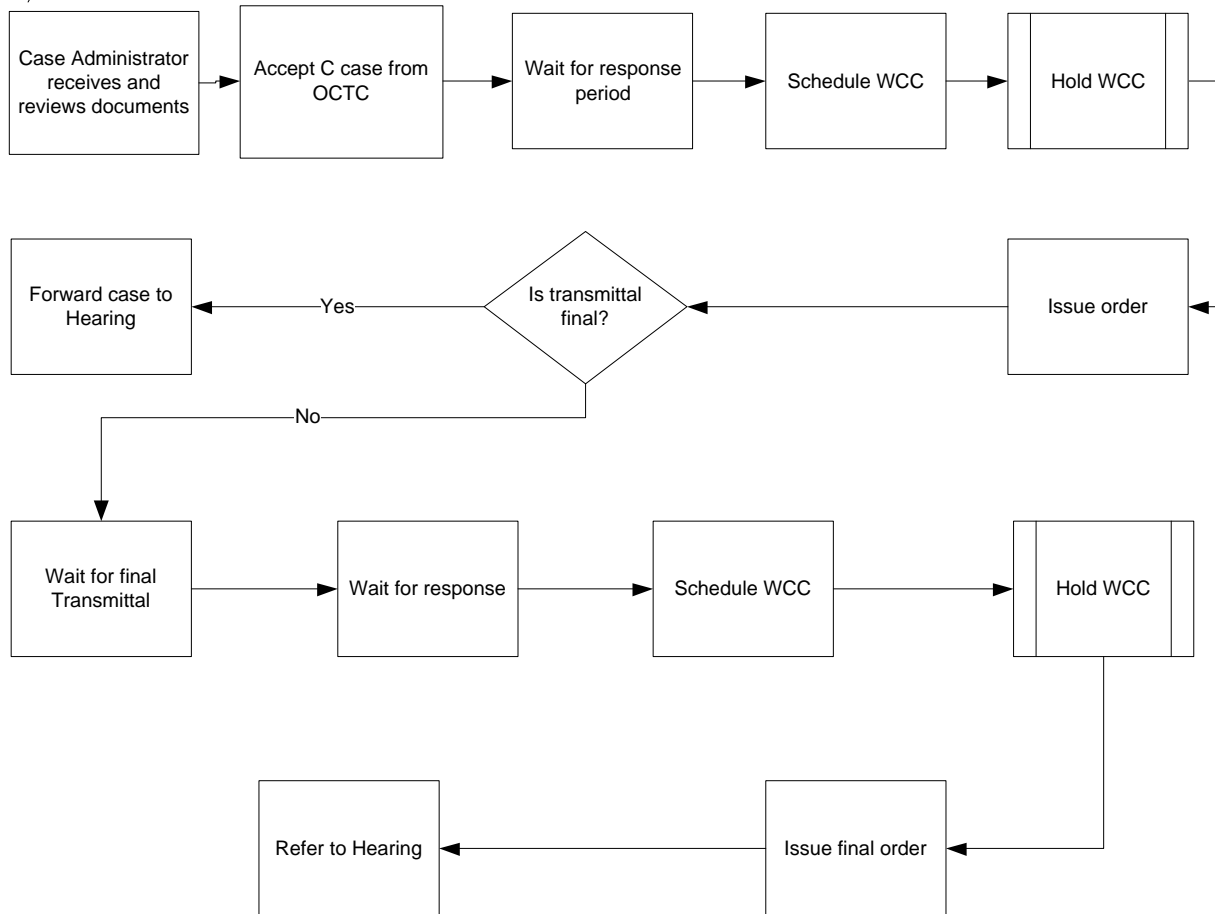 Case Administrator
receives and
reviews documents
Accept C case from
OCTC
Wait for response
period
Schedule WCC
Hold WCC
Forward case to
Hearing
Yes
Is transmittal
final?
Issue order
No
Wait for final
Transmittal
Wait for response
Schedule WCC
Hold WCC
Refer to Hearing
Issue final order